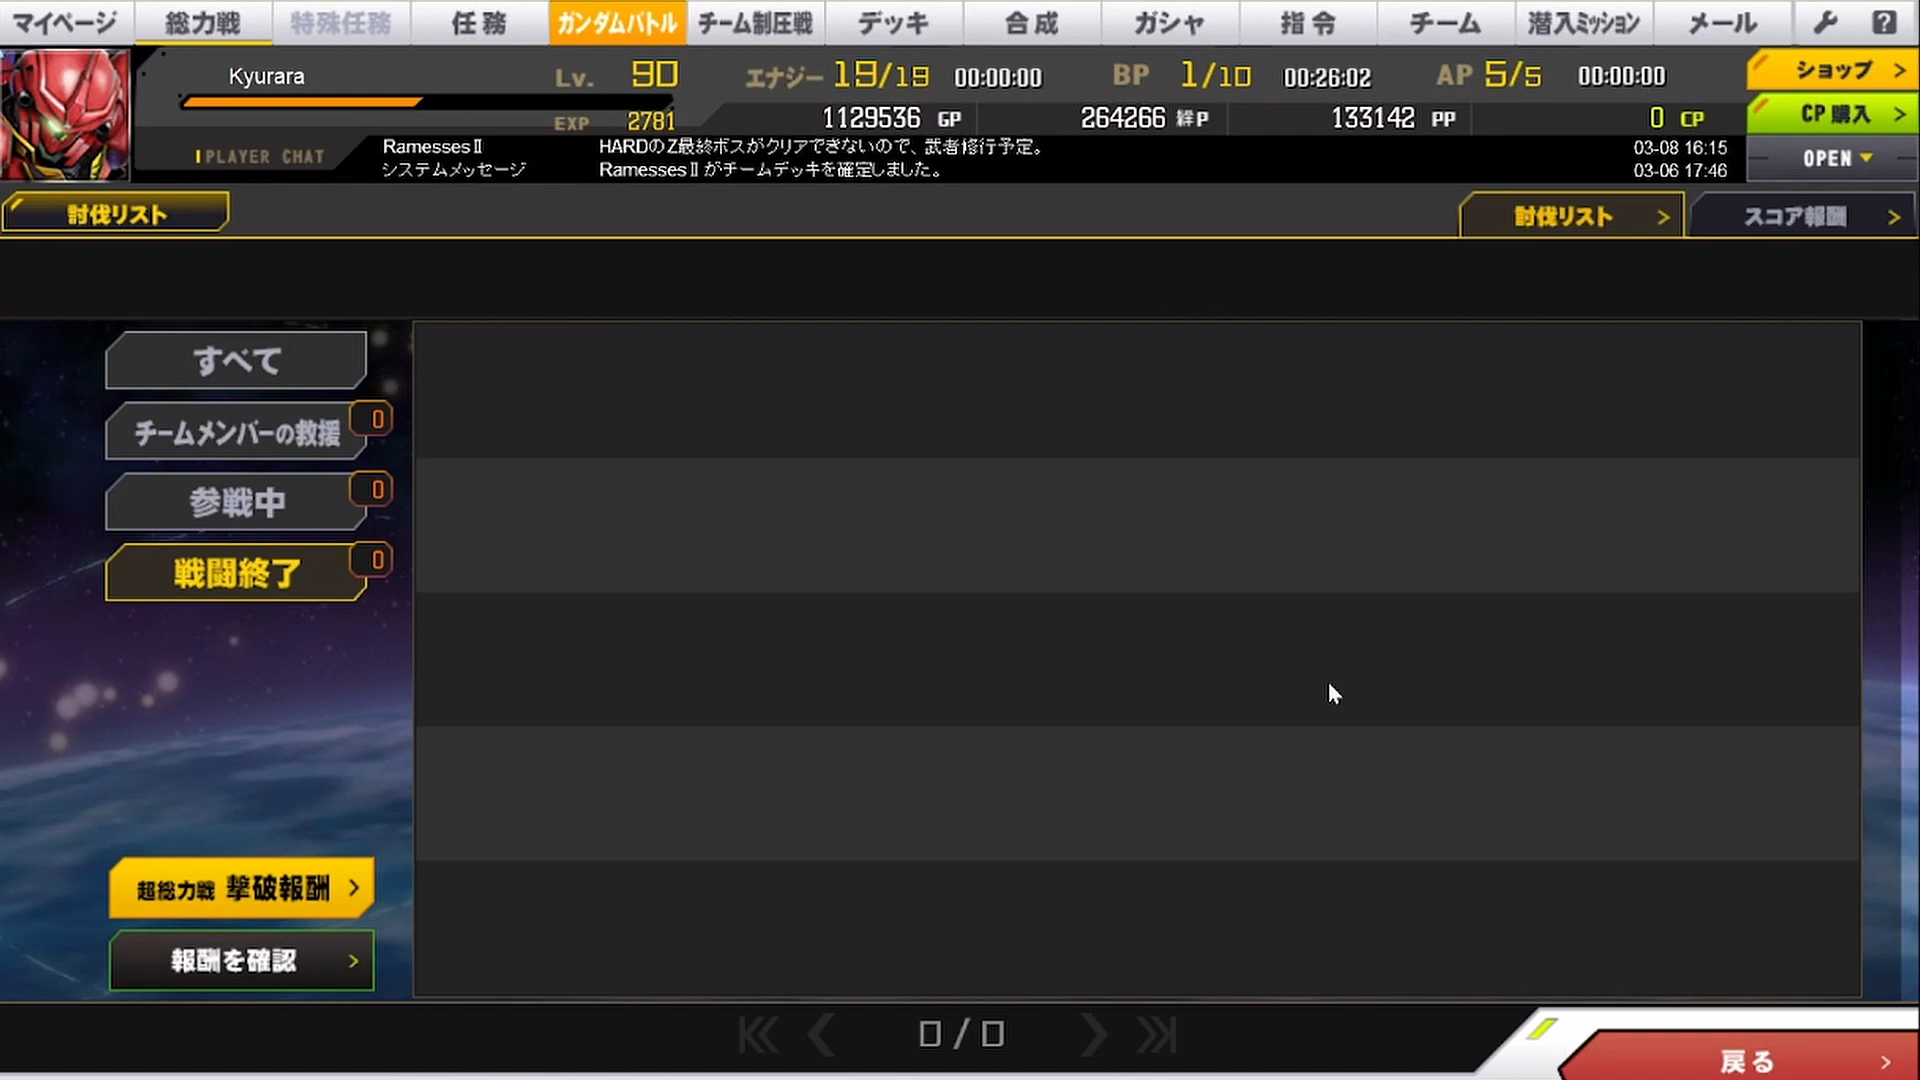 マイページ 総力戦 特殊任務 任務 ガンダムバトル チーム制圧戦 デッキ 合成 ガシャ 指令 チーム 潜入ミッション メール ?
Kyurara Lv. 90 エナジー 19/19 00:00:00 BP 1/10 00:26:02 AP 5/5 00:00:00 ショップ >
EXP 2781 1129536 GP 264266 絆P 133142 PP 0 CP CP購入 >
PLAYER CHAT RamessesⅡ HARDのZ最終ボスがクリアできないので、武者修行予定。 03-08 16:15 OPEN
システムメッセージ RamessesⅡがチームデッキを確定しました。 03-06 17:46
討伐リスト 討伐リスト > スコア報酬 >
すべて
チームメンバーの救援 0
参戦中 0
戦闘終了 0
超総力戦 撃破報酬 >
報酬を確認 >
0/0
戻る >